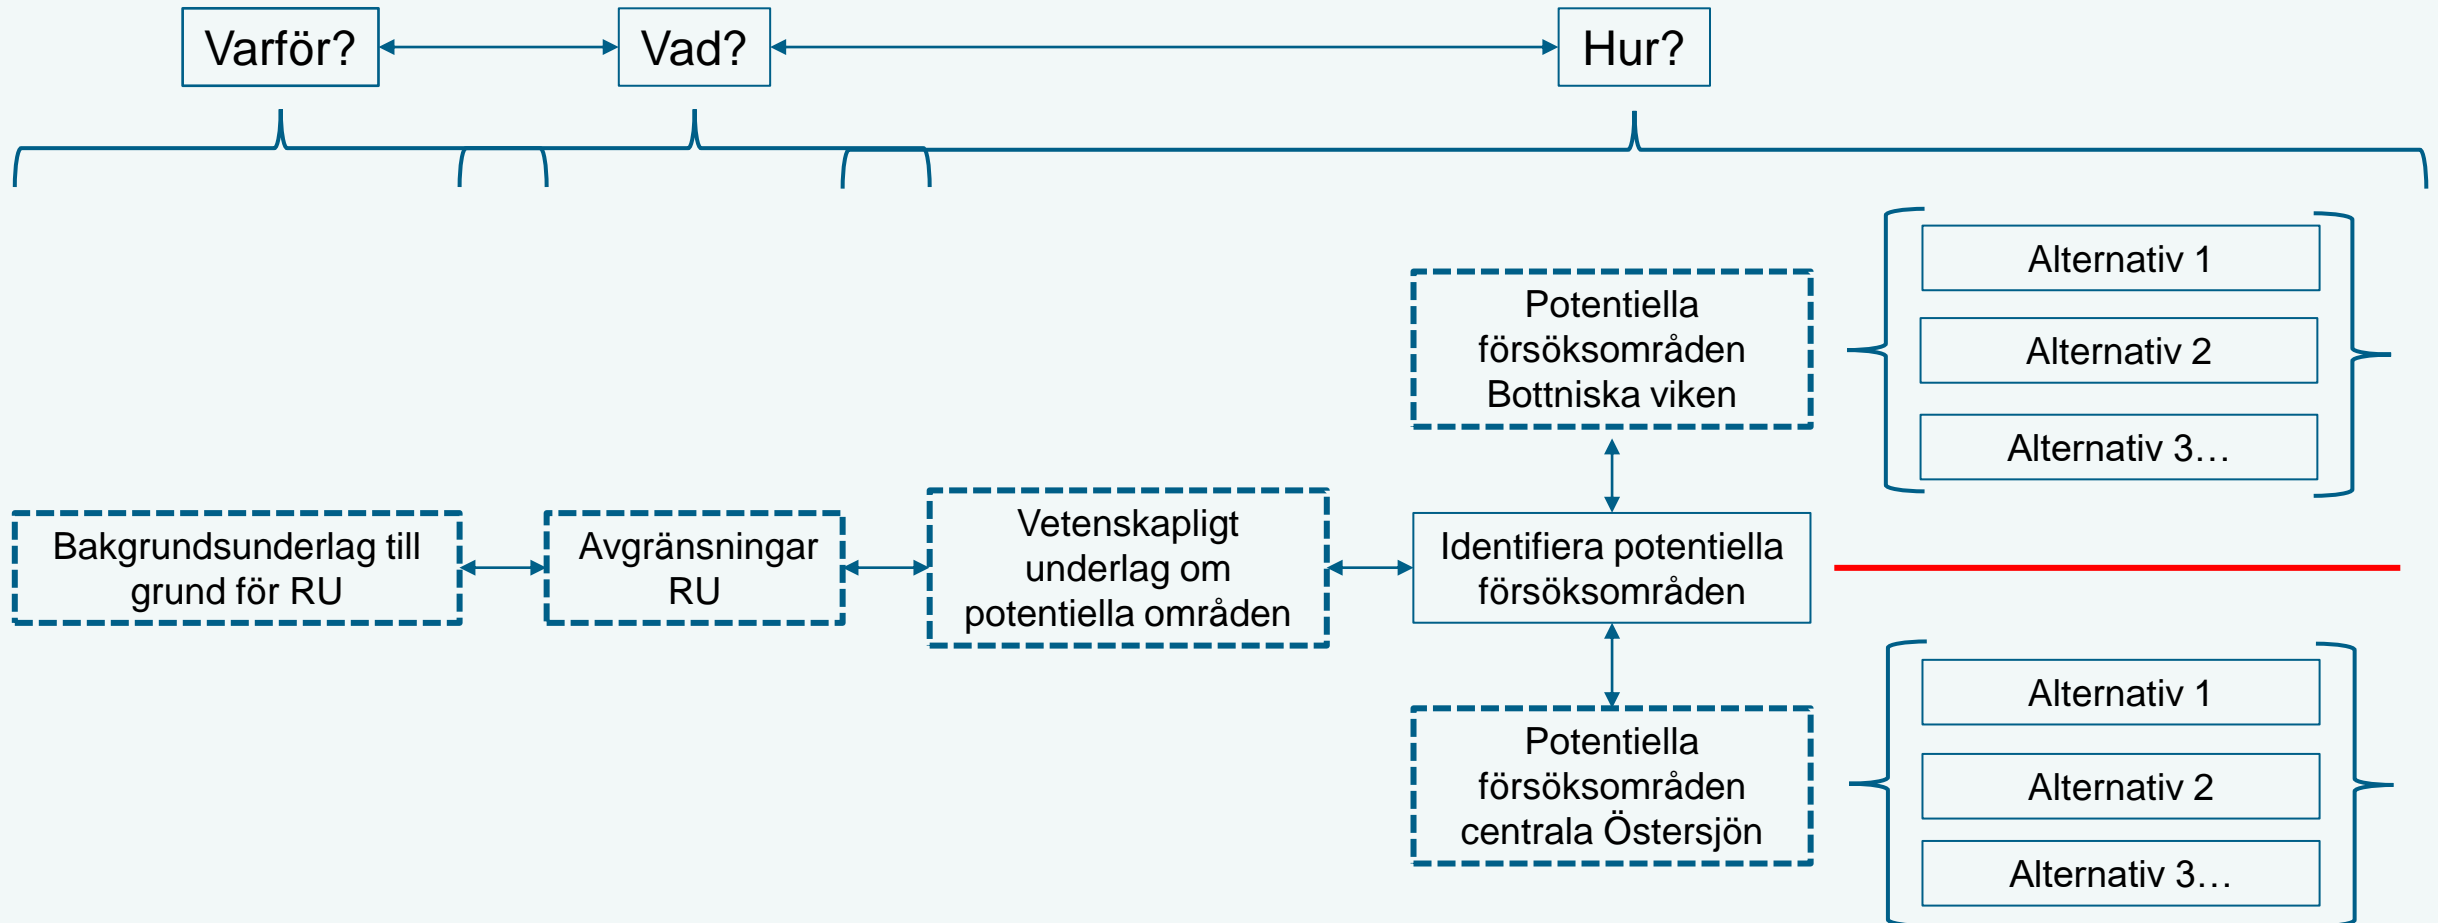 Varför?
Vad?
Hur?
Bakgrundsunderlag till
grund för RU
Avgränsningar
RU
Vetenskapligt
underlag om
potentiella områden
Identifiera potentiella
försöksområden
Potentiella
försöksområden
Bottniska viken
Alternativ 1
Alternativ 2
Alternativ 3…
Potentiella
försöksområden
centrala Östersjön
Alternativ 1
Alternativ 2
Alternativ 3…